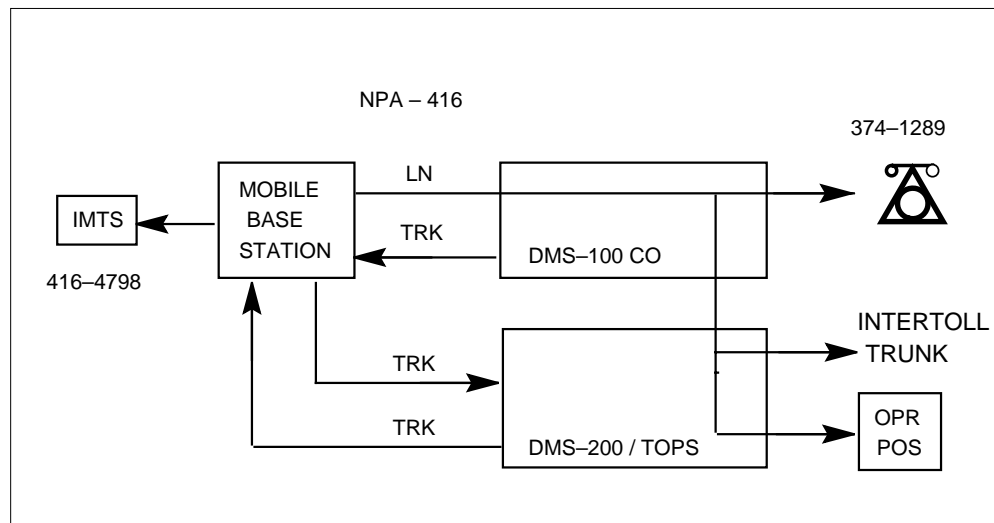 NPA – 416
374–1289
LN
MOBILE
BASE
STATION
IMTS
TRK
DMS–100 CO
416–4798
INTERTOLL
TRUNK
TRK
OPR
POS
TRK
DMS–200 / TOPS